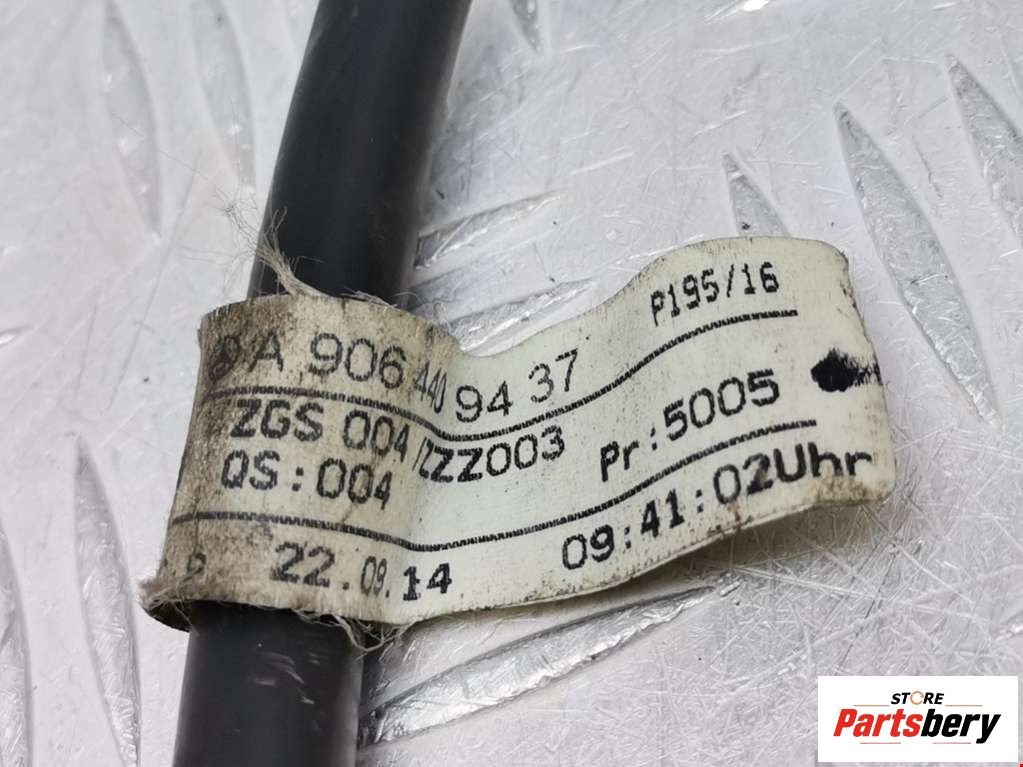 P195/16
A 906 440 94 37
ZGS 004/ZZZ003 Pr:5005
QS:004
22.09.14 09:41:02Uhr
STORE
Partsbery